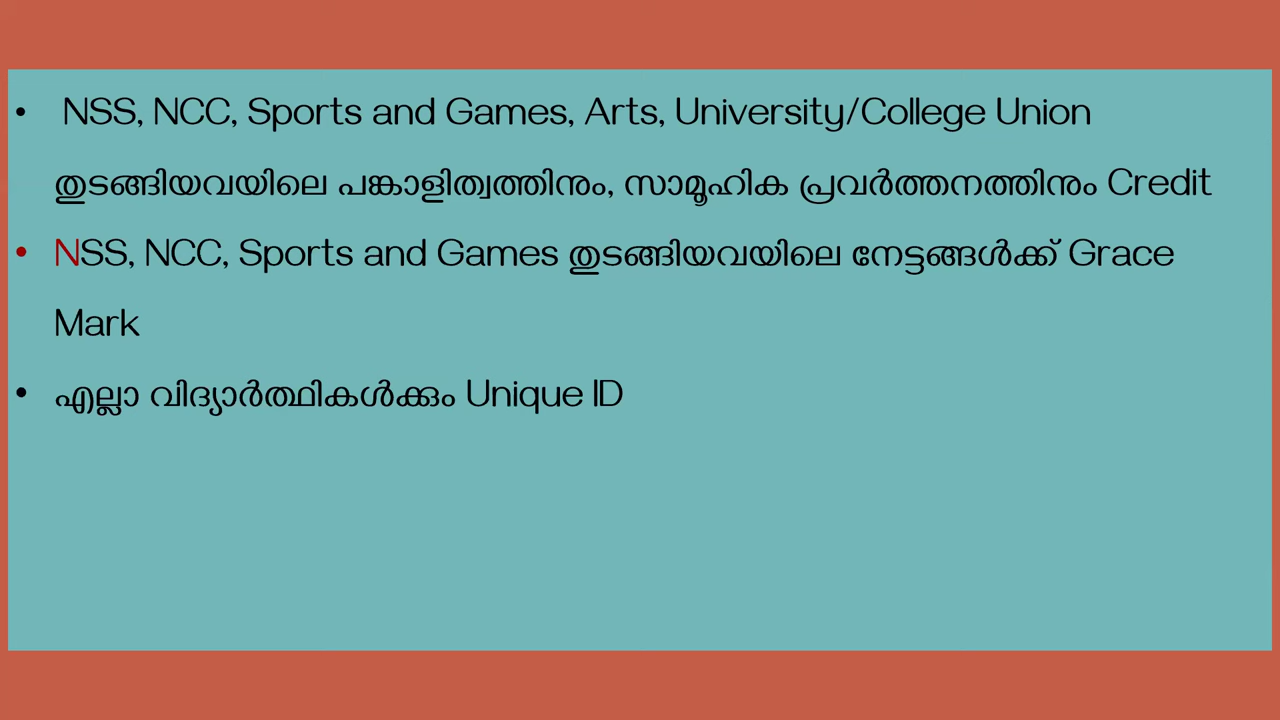 • NSS, NCC, Sports and Games, Arts, University/College Union
തുടങ്ങിയവയിലെ പങ്കാളിത്വത്തിനും, സാമൂഹിക പ്രവർത്തനത്തിനും Credit
• NSS, NCC, Sports and Games തുടങ്ങിയവയിലെ നേട്ടങ്ങൾക്ക് Grace
Mark
• എല്ലാ വിദ്യാർത്ഥികൾക്കും Unique ID